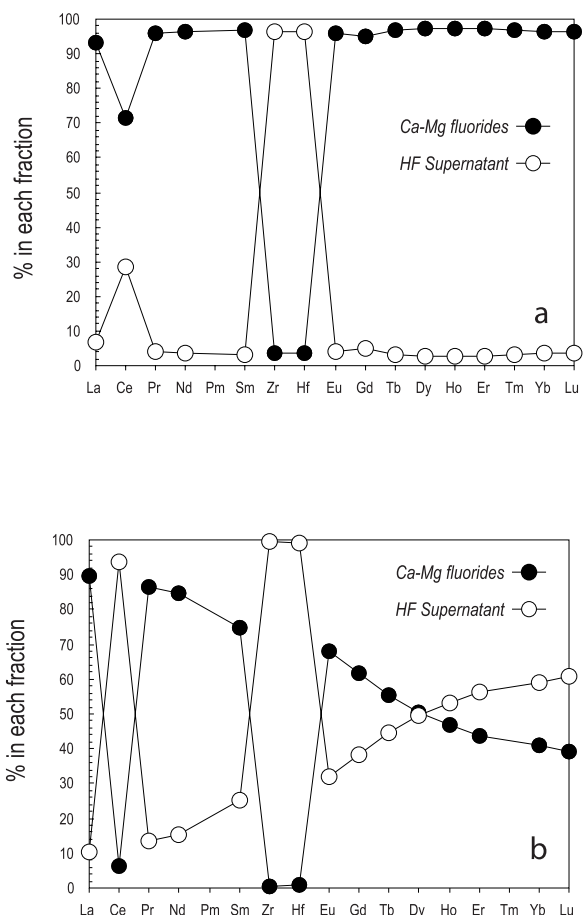 100
90
80
70
60
50
40
30
20
10
0
% in each fraction
Ca-Mg fluorides
HF Supernatant
a
La Ce Pr Nd Pm Sm Zr Hf Eu Gd Tb Dy Ho Er Tm Yb Lu
100
90
80
70
60
50
40
30
20
10
0
% in each fraction
Ca-Mg fluorides
HF Supernatant
b
La Ce Pr Nd Pm Sm Zr Hf Eu Gd Tb Dy Ho Er Tm Yb Lu